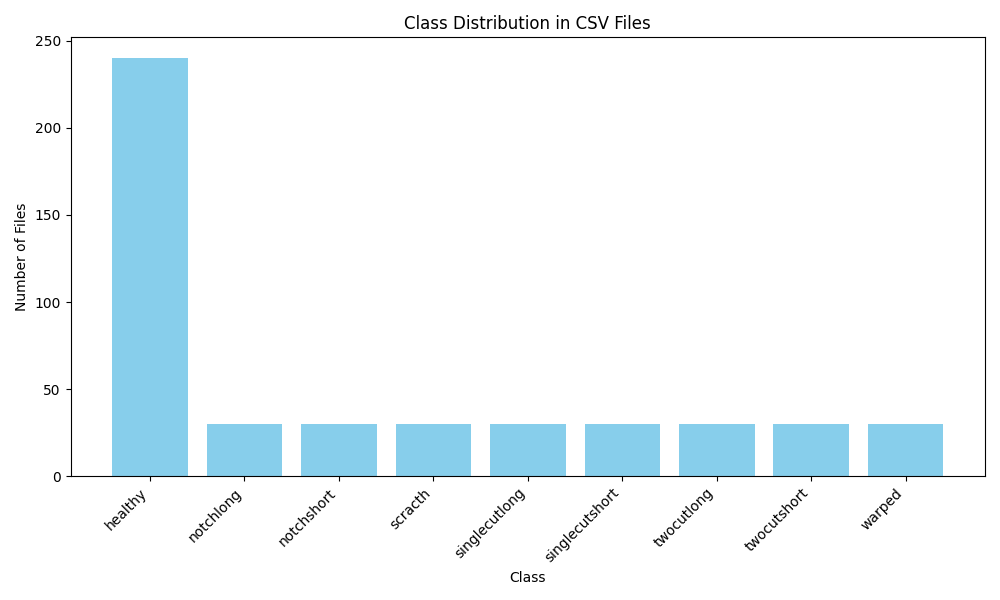 Class Distribution in CSV Files
250
200
150
100
50
0
Number of Files
healthy
notchlong
notchshort
scracth
singlecutlong
singlecutshort
twocutlong
twocutshort
warped
Class